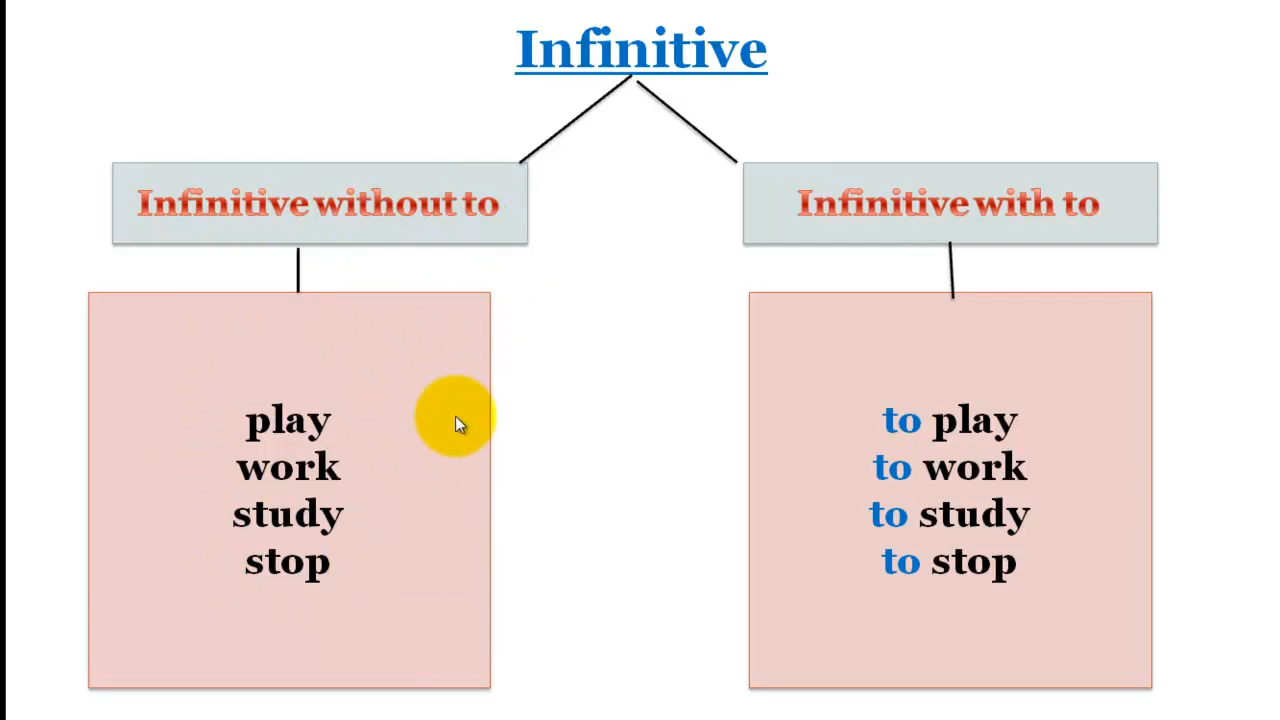 Infinitive
Infinitive without to
Infinitive with to
play
work
study
stop
to play
to work
to study
to stop